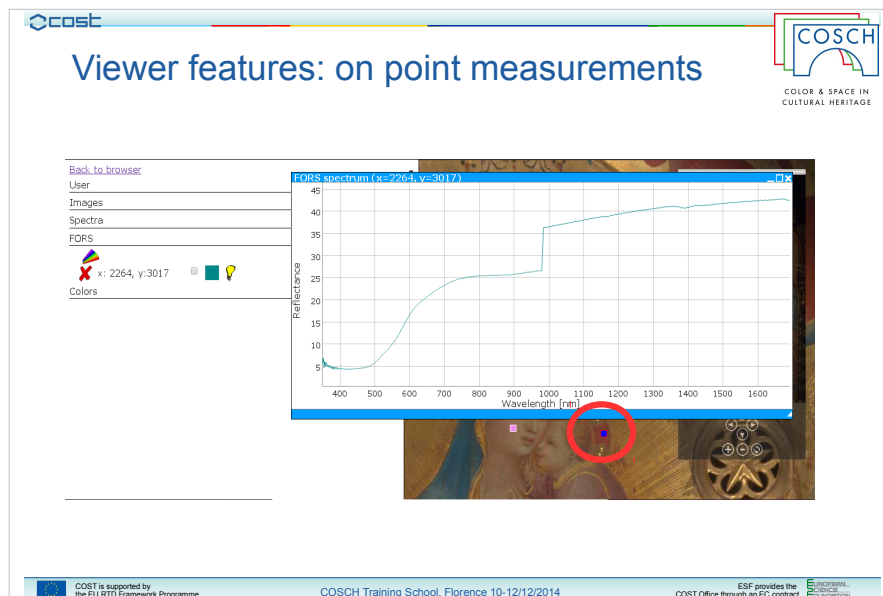 cost
COSCH
COLOR & SPACE IN
CULTURAL HERITAGE
Viewer features: on point measurements
Back to browser
User
Images
Spectra
FORS
x: 2264, y:3017
Colors
FORS spectrum (x=2264, y=3017)
45
40
35
30
25
20
15
10
5
Reflectance
400 500 600 700 800 900 1000 1100 1200 1300 1400 1500 1600
Wavelength [nm]
COST is supported by
the EU RTD Framework Programme
COSCH Training School, Florence 10-12/12/2014
ESF provides the
COST Office through an EC contract
EUROPEAN
SCIENCE
FOUNDATION